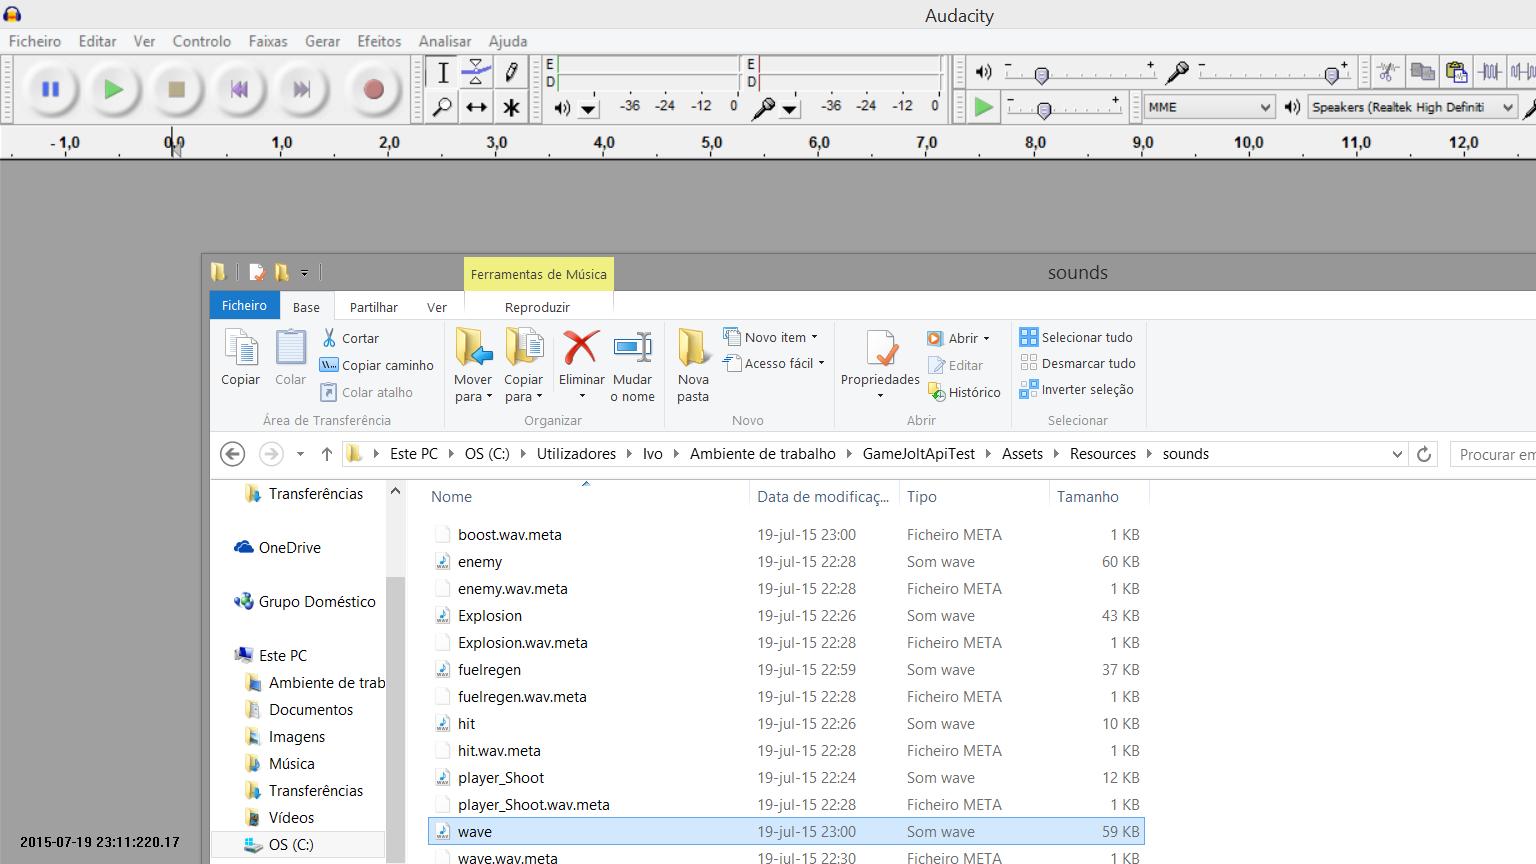 Audacity
Ficheiro Editar Ver Controlo Faixas Gerar Efeitos Analisar Ajuda
E E
D D
-36 -24 -12 0 -36 -24 -12 0
MME Speakers (Realtek High Definiti
- 1,0 0,0 1,0 2,0 3,0 4,0 5,0 6,0 7,0 8,0 9,0 10,0 11,0 12,0
Ferramentas de Música sounds
Ficheiro Base Partilhar Ver Reproduzir
Copiar
Colar
Cortar
Copiar caminho
Colar atalho
Área de Transferência
Mover
para
Copiar
para
Eliminar
Mudar
o nome
Organizar
Nova
pasta
Novo item
Acesso fácil
Novo
Propriedades
Abrir
Editar
Histórico
Abrir
Selecionar tudo
Desmarcar tudo
Inverter seleção
Selecionar
Este PC OS (C:) Utilizadores Ivo Ambiente de trabalho GameJoltApiTest Assets Resources sounds
Procurar em
Transferências
OneDrive
Grupo Doméstico
Este PC
Ambiente de trab
Documentos
Imagens
Música
Transferências
Vídeos
OS (C:)
Nome Data de modificaç... Tipo Tamanho
boost.wav.meta 19-jul-15 23:00 Ficheiro META 1 KB
enemy 19-jul-15 22:28 Som wave 60 KB
enemy.wav.meta 19-jul-15 22:28 Ficheiro META 1 KB
Explosion 19-jul-15 22:26 Som wave 43 KB
Explosion.wav.meta 19-jul-15 22:28 Ficheiro META 1 KB
fuelregen 19-jul-15 22:59 Som wave 37 KB
fuelregen.wav.meta 19-jul-15 22:28 Ficheiro META 1 KB
hit 19-jul-15 22:26 Som wave 10 KB
hit.wav.meta 19-jul-15 22:28 Ficheiro META 1 KB
player_Shoot 19-jul-15 22:24 Som wave 12 KB
player_Shoot.wav.meta 19-jul-15 22:28 Ficheiro META 1 KB
wave 19-jul-15 23:00 Som wave 59 KB
wave.wav.meta 19-jul-15 22:30 Ficheiro META 1 KB
2015-07-19 23:11:220.17